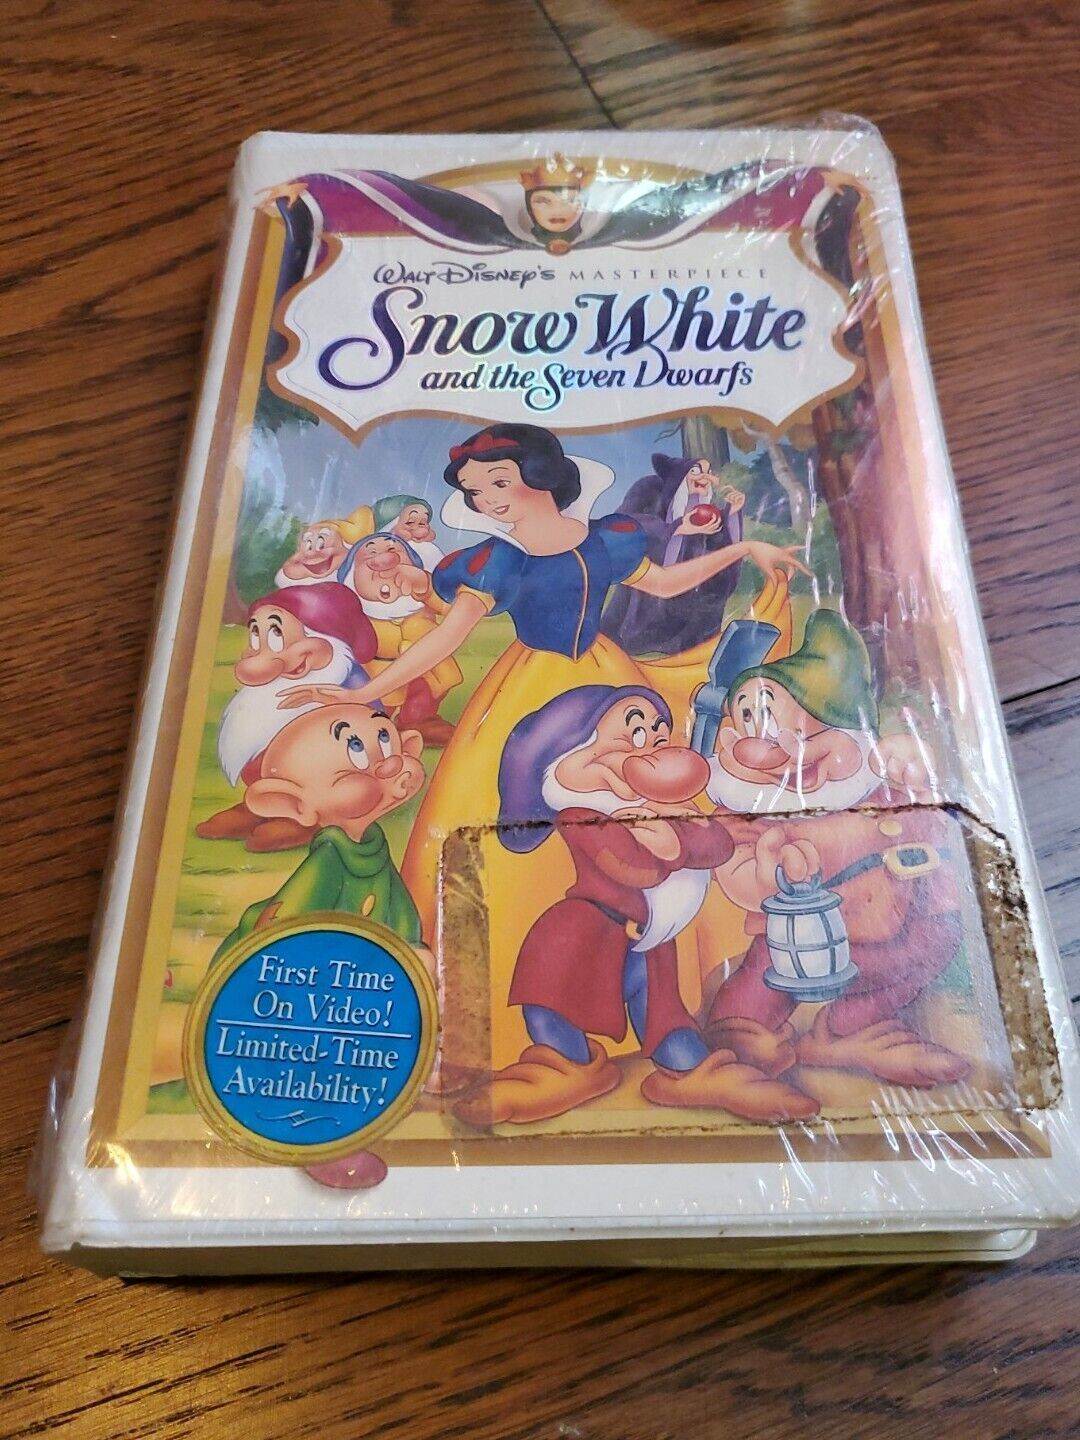 Walt Disney's MASTERPIECE
Snow White
and the Seven Dwarfs
First Time
On Video!
Limited-Time
Availability!